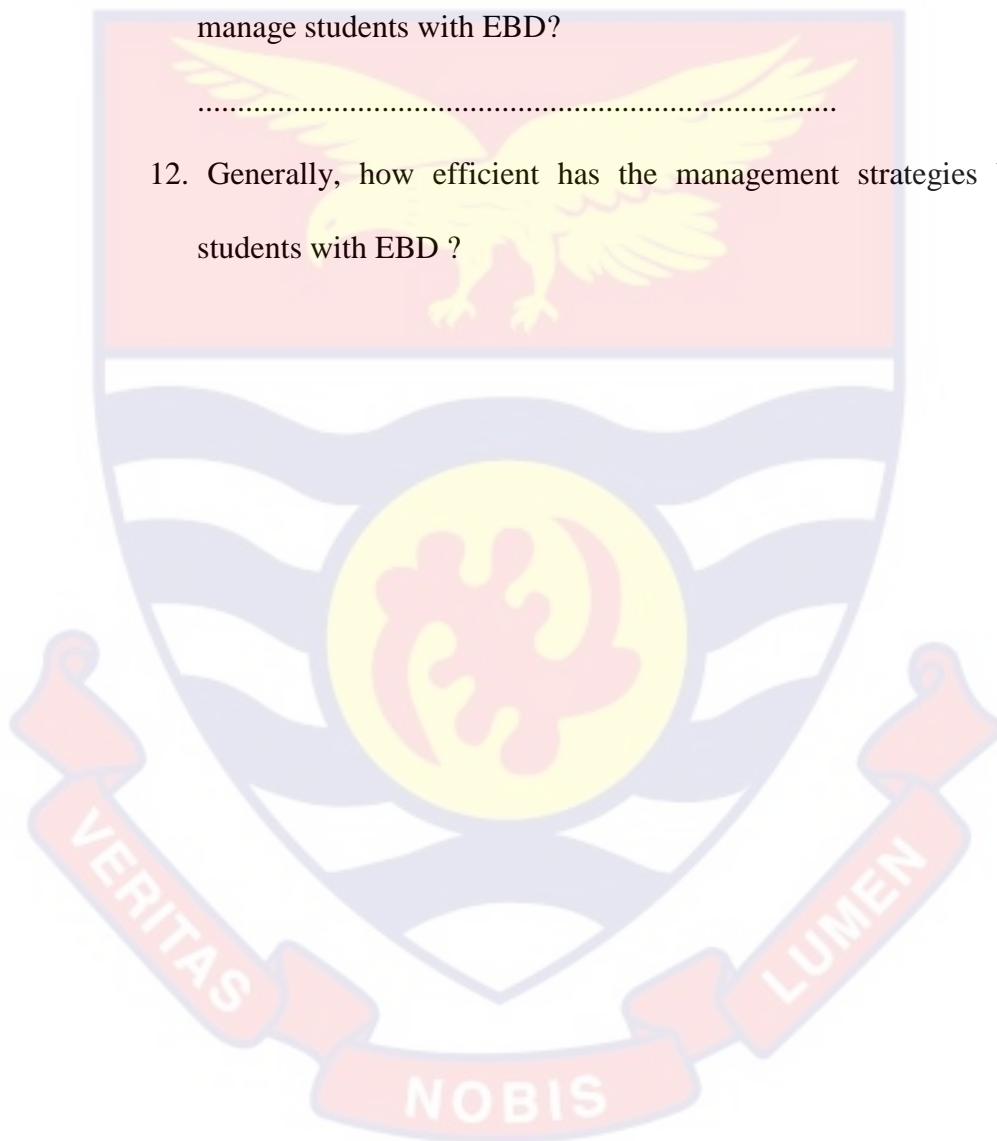 manage students with EBD?
................................................................................
12. Generally, how efficient has the management strategies
students with EBD ?
VERITAS
NOBIS
LUMEN